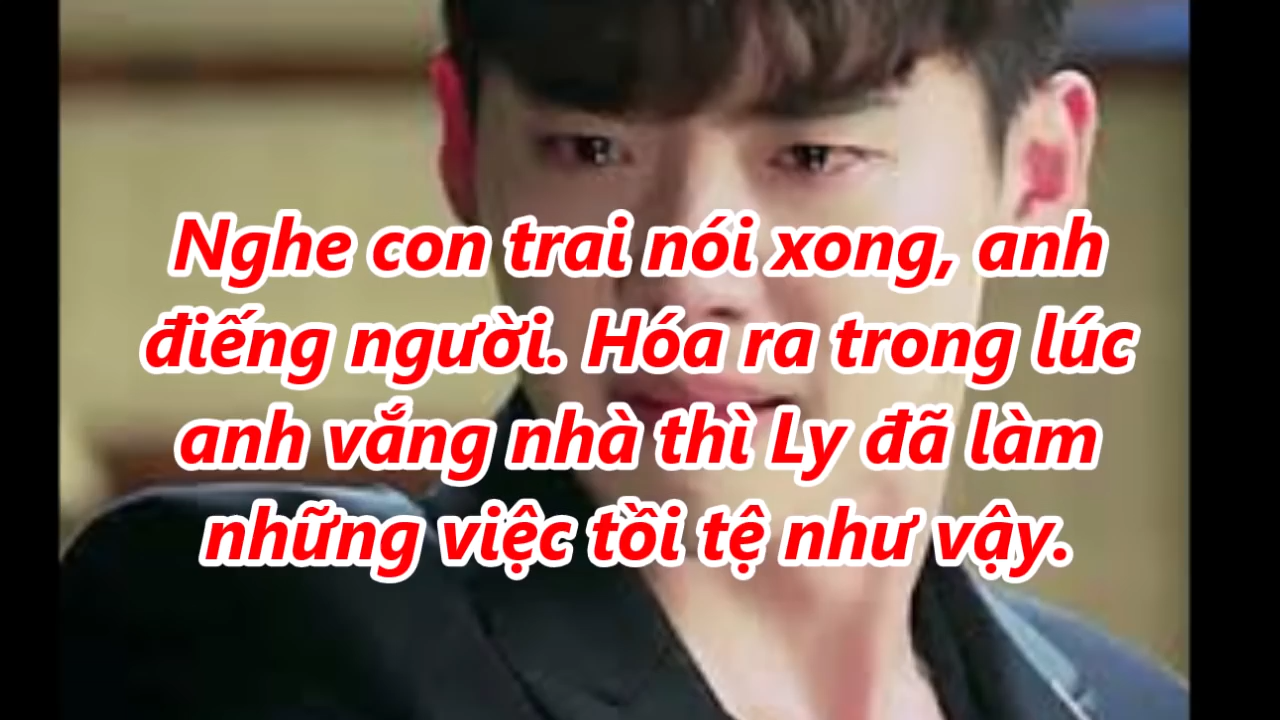 Nghe con trai nói xong, anh
điếng người. Hóa ra trong lúc
anh vắng nhà thì Ly đã làm
những việc tồi tệ như vậy.